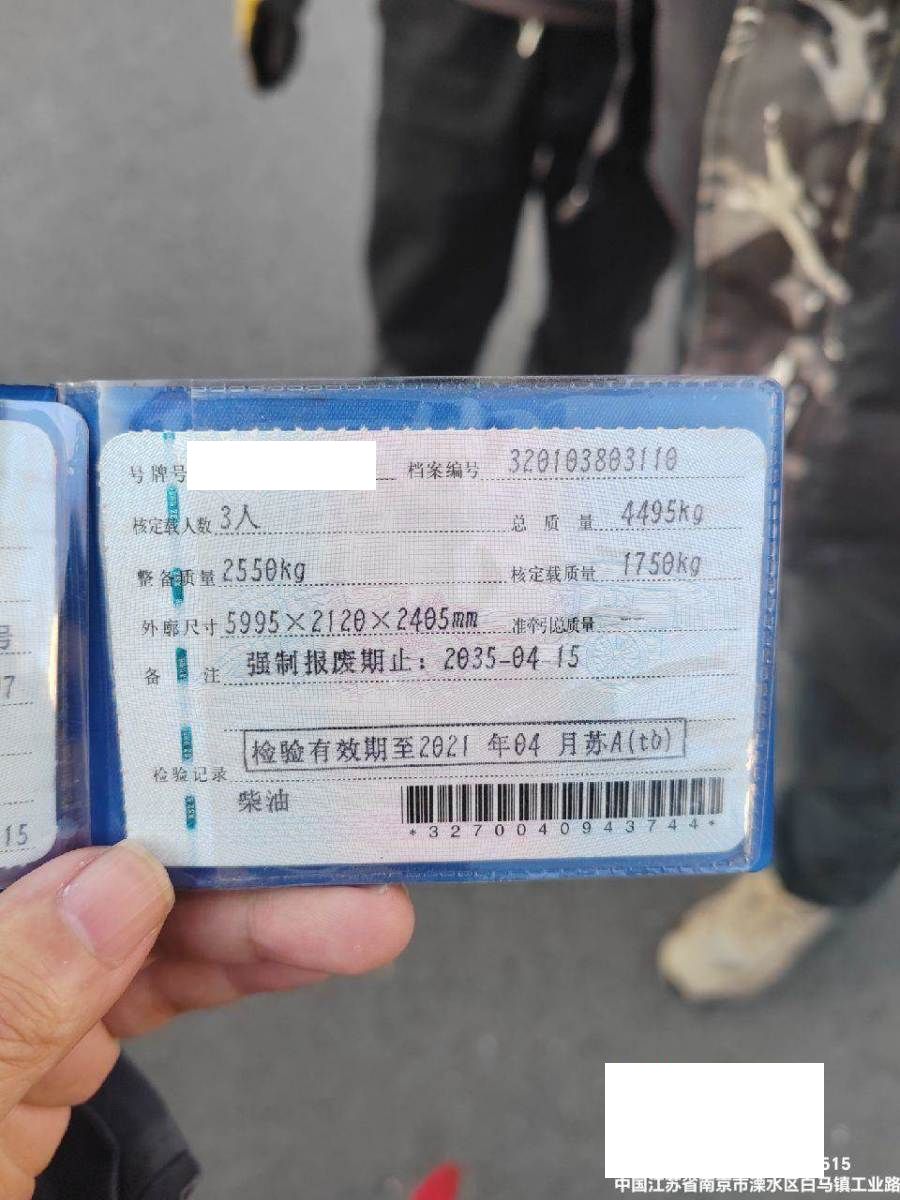 号牌号 档案编号 320103803110
核定载人数 3人 总质量 4495kg
整备质量 2550kg 核定载质量 1750kg
外廓尺寸 5995×2120×2405mm 准牵引总质量 --
备注 强制报废期止：2035-04-15
检验有效期至2021 年04 月苏A(tb)
检验记录
柴油
*3270040943744*
号
7
15
515
中国江苏省南京市溧水区白马镇工业路